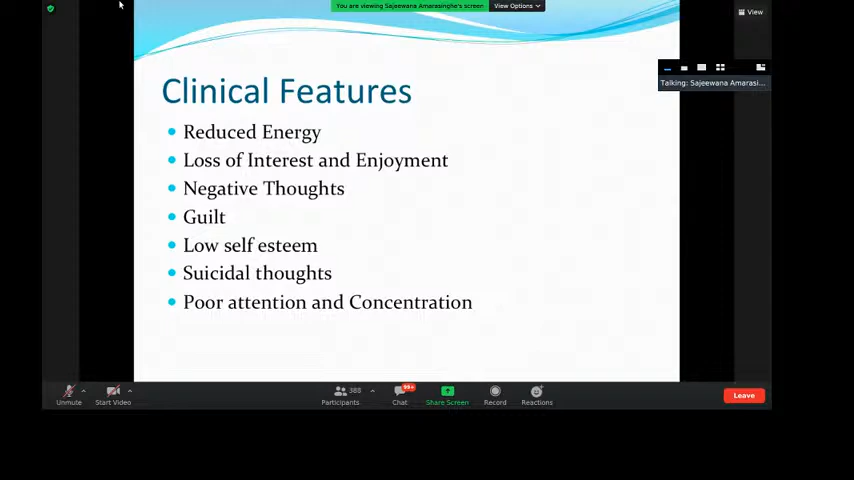 You are viewing Sajeewana Amarasinghe's screen
View Options
View
Talking: Sajeewana Amarasi...
Clinical Features
Reduced Energy
Loss of Interest and Enjoyment
Negative Thoughts
Guilt
Low self esteem
Suicidal thoughts
Poor attention and Concentration
Unmute
Start Video
388
Participants
99+
Chat
Share Screen
Record
Reactions
Leave